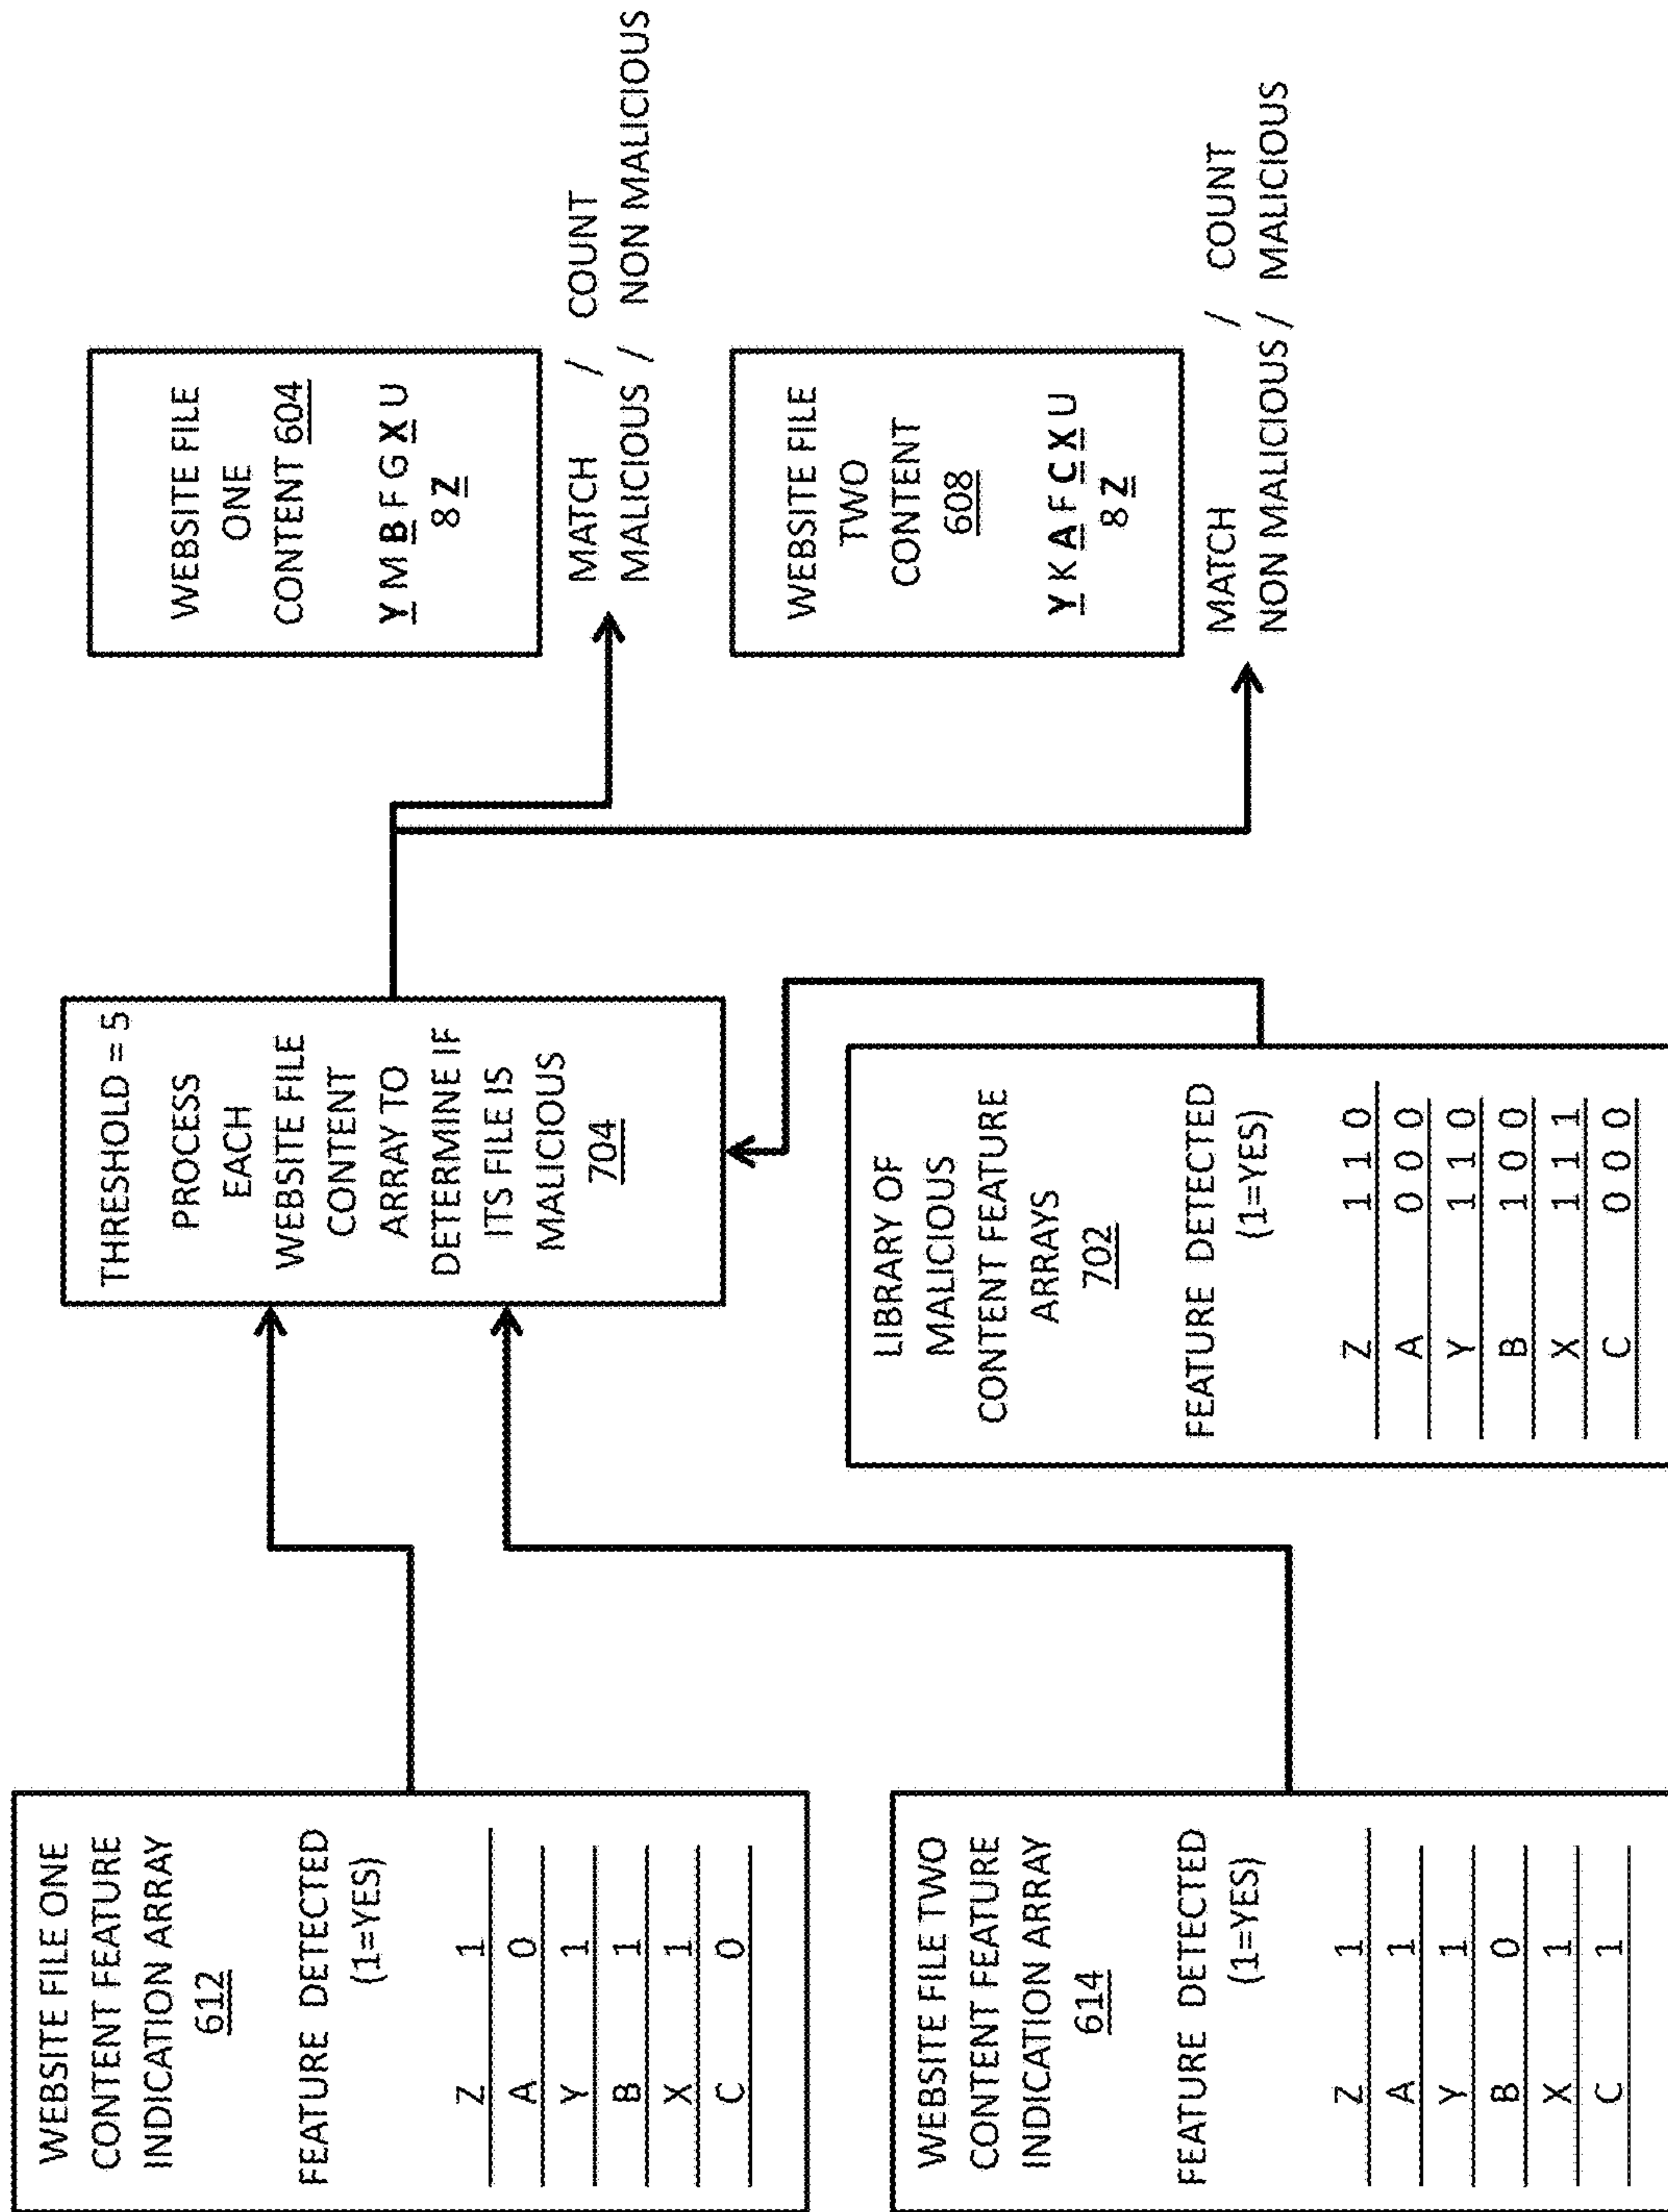 WEBSITE FILE ONE
CONTENT FEATURE
INDICATION ARRAY
612
FEATURE DETECTED
(1=YES)
Z 1
A 0
Y 1
B 1
X 1
C 0
WEBSITE FILE TWO
CONTENT FEATURE
INDICATION ARRAY
614
FEATURE DETECTED
(1=YES)
Z 1
A 1
Y 1
B 0
X 1
C 1
THRESHOLD = 5
PROCESS
EACH
WEBSITE FILE
CONTENT
ARRAY TO
DETERMINE IF
ITS FILE IS
MALICIOUS
704
LIBRARY OF
MALICIOUS
CONTENT FEATURE
ARRAYS
702
FEATURE DETECTED
(1=YES)
Z 1 1 0
A 0 0 0
Y 1 1 0
B 1 0 0
X 1 1 1
C 0 0 0
WEBSITE FILE
ONE
CONTENT 604
Y M B F G X U
8 Z
MATCH / COUNT
MALICIOUS / NON MALICIOUS
WEBSITE FILE
TWO
CONTENT
608
Y K A F C X U
8 Z
MATCH / COUNT
NON MALICIOUS / MALICIOUS